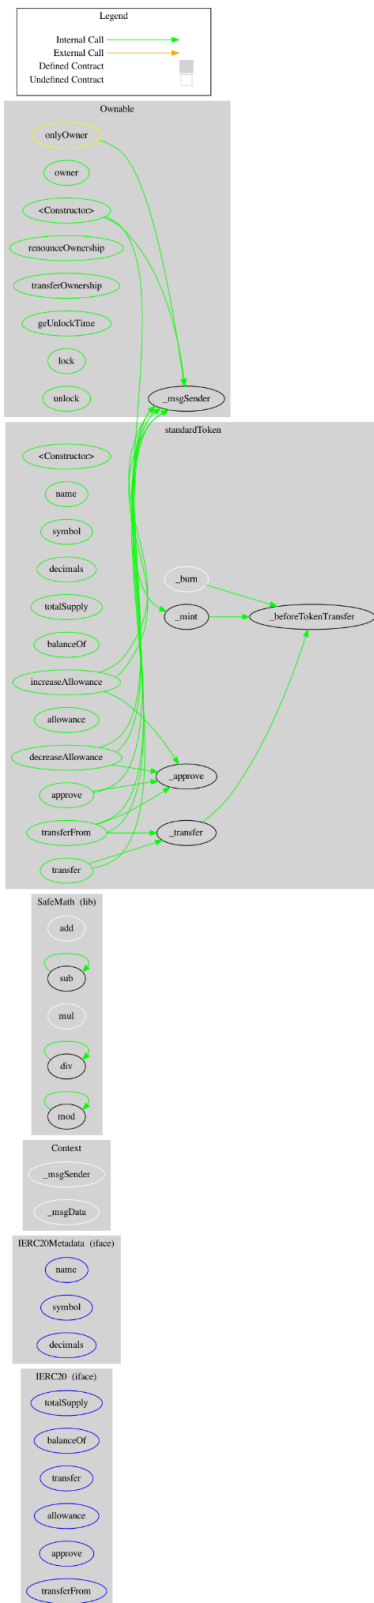 Legend
Internal Call
External Call
Defined Contract
Undefined Contract
Ownable
onlyOwner
owner
<Constructor>
renounceOwnership
transferOwnership
geUnlockTime
lock
unlock
_msgSender
standardToken
<Constructor>
name
symbol
decimals
_burn
totalSupply
_mint
_beforeTokenTransfer
balanceOf
increaseAllowance
allowance
decreaseAllowance
_approve
approve
transferFrom
_transfer
transfer
SafeMath (lib)
add
sub
mul
div
mod
Context
_msgSender
_msgData
IERC20Metadata (iface)
name
symbol
decimals
IERC20 (iface)
totalSupply
balanceOf
transfer
allowance
approve
transferFrom